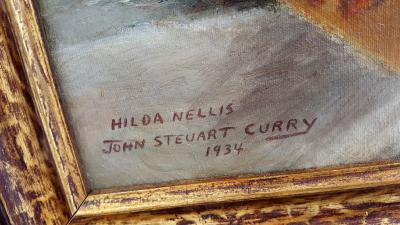 HILDA NELLIS
JOHN STEUART CURRY
1934